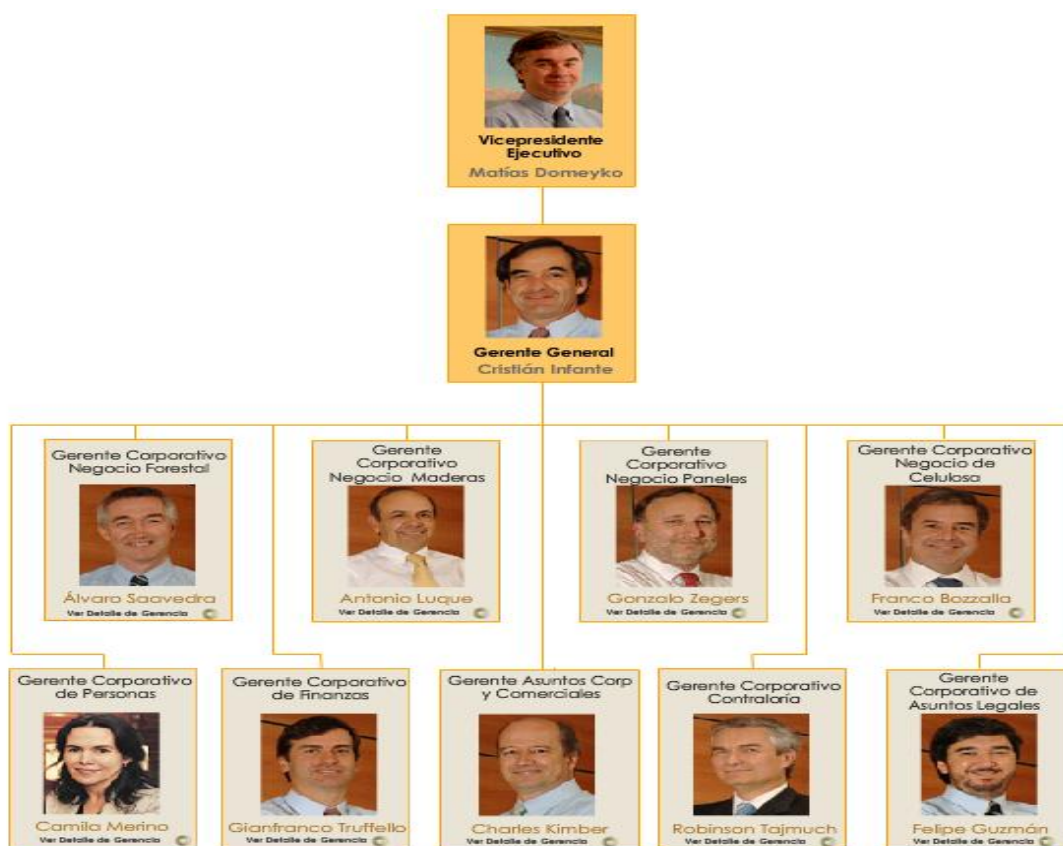 Vicepresidente
Ejecutivo
Matías Domeyko
Gerente General
Cristián Infante
Gerente Corporativo
Negocio Forestal
Álvaro Saavedra
Ver Detalle de Gerencia
Gerente
Corporativo
Negocio Maderas
Antonio Luque
Ver Detalle de Gerencia
Gerente
Corporativo
Negocio Paneles
Gonzalo Zegers
Ver Detalle de Gerencia
Gerente Corporativo
Negocio de
Celulosa
Franco Bozzalla
Ver Detalle de Gerencia
Gerente Corporativo
de Personas
Camila Merino
Ver Detalle de Gerencia
Gerente Corporativo
de Finanzas
Gianfranco Truffello
Ver Detalle de Gerencia
Gerente Asuntos Corp
y Comerciales
Charles Kimber
Ver Detalle de Gerencia
Gerente Corporativo
Contraloría
Robinson Tajmuch
Ver Detalle de Gerencia
Gerente
Corporativo de
Asuntos Legales
Felipe Guzmán
Ver Detalle de Gerencia